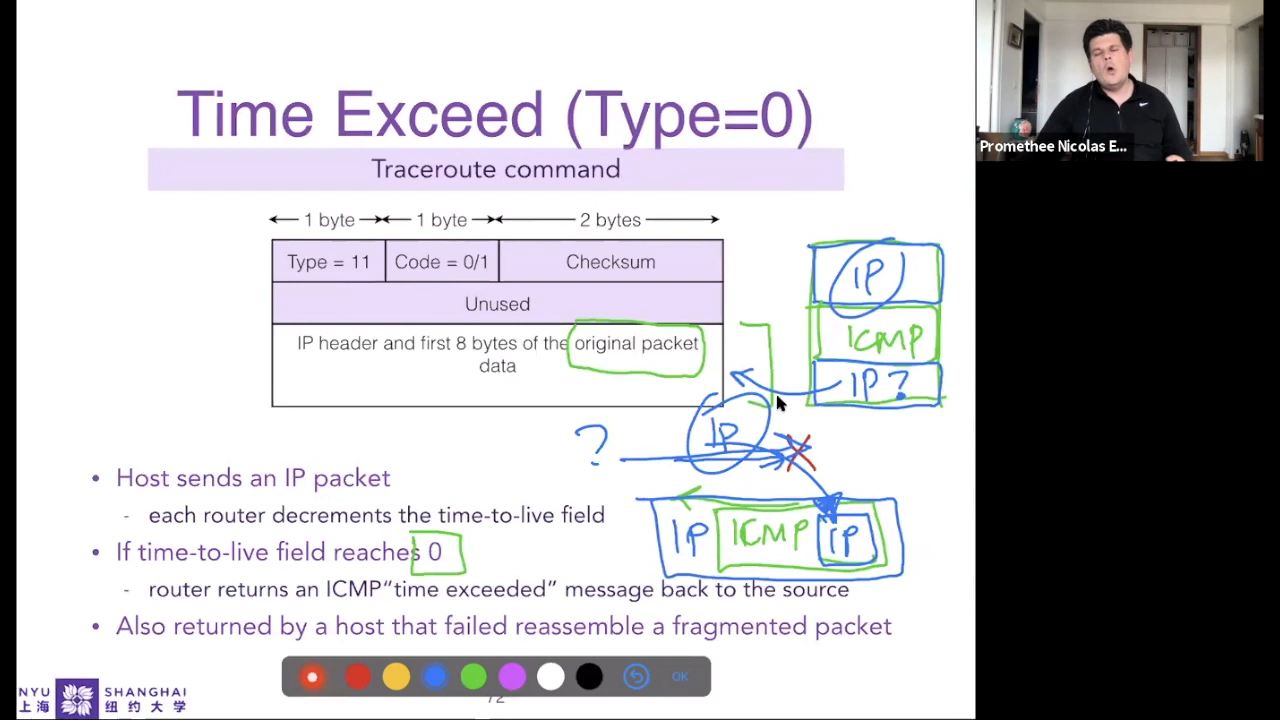 Time Exceed (Type=0)
Traceroute command
1 byte 1 byte 2 bytes
Type = 11 Code = 0/1 Checksum
Unused
IP header and first 8 bytes of the original packet
data
IP
ICMP
IP?
? IP
IP ICMP IP
• Host sends an IP packet
- each router decrements the time-to-live field
• If time-to-live field reaches 0
- router returns an ICMP“time exceeded” message back to the source
• Also returned by a host that failed reassemble a fragmented packet
OK
NYU SHANGHAI
上海 纽约大学
72
Promethee Nicolas E...